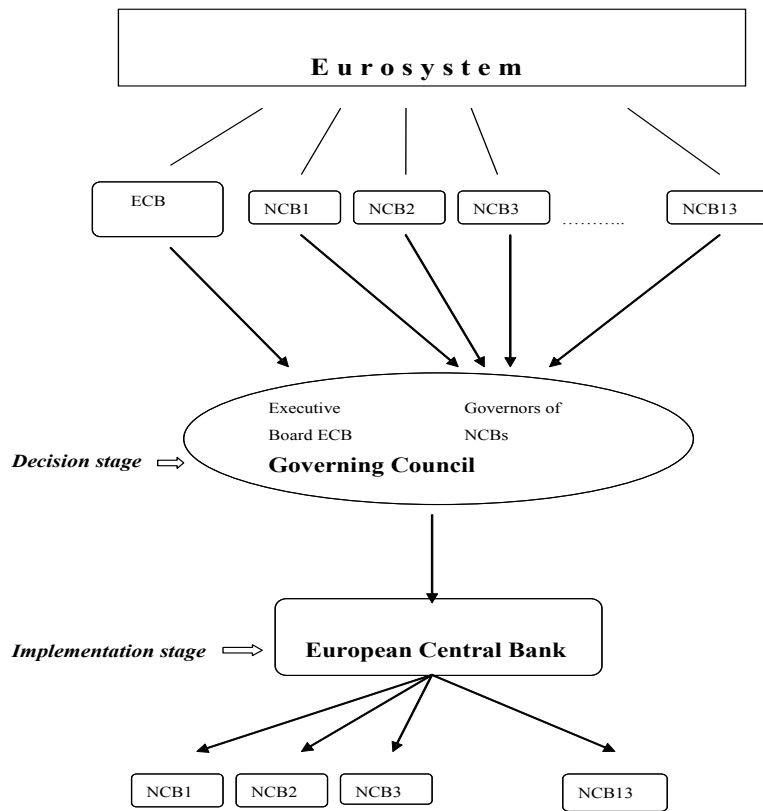 Eurosystem
ECB
NCB1
NCB2
NCB3
..........
NCB13
Executive
Board ECB
Governors of
NCBs
Governing Council
Decision stage
European Central Bank
Implementation stage
NCB1
NCB2
NCB3
NCB13